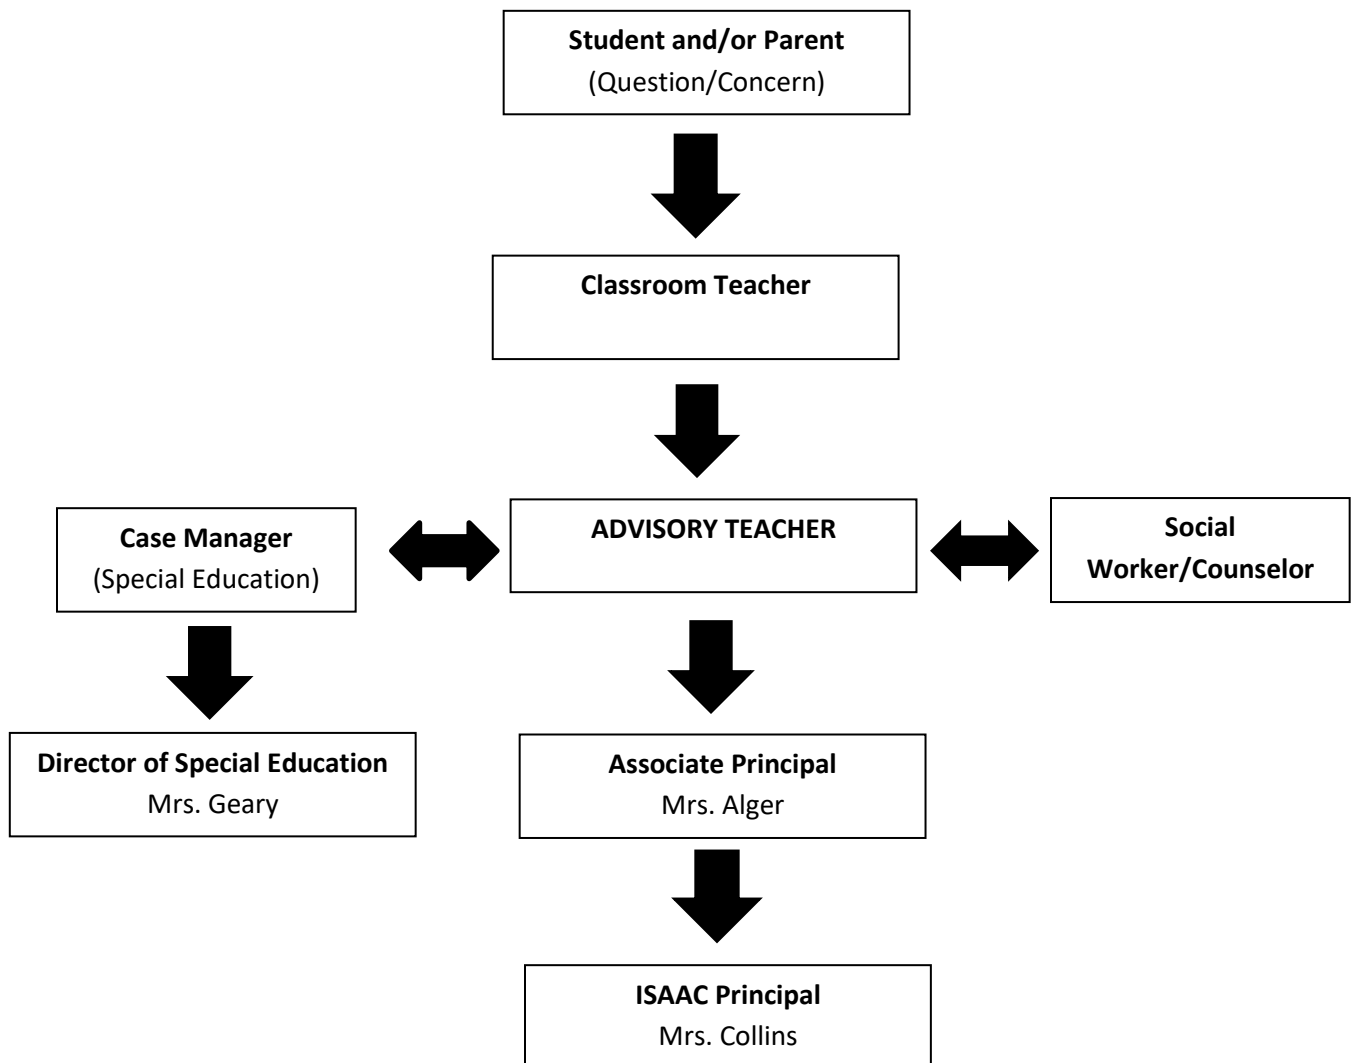 Student and/or Parent
(Question/Concern)
Classroom Teacher
Case Manager
(Special Education)
ADVISORY TEACHER
Social
Worker/Counselor
Director of Special Education
Mrs. Geary
Associate Principal
Mrs. Alger
ISAAC Principal
Mrs. Collins